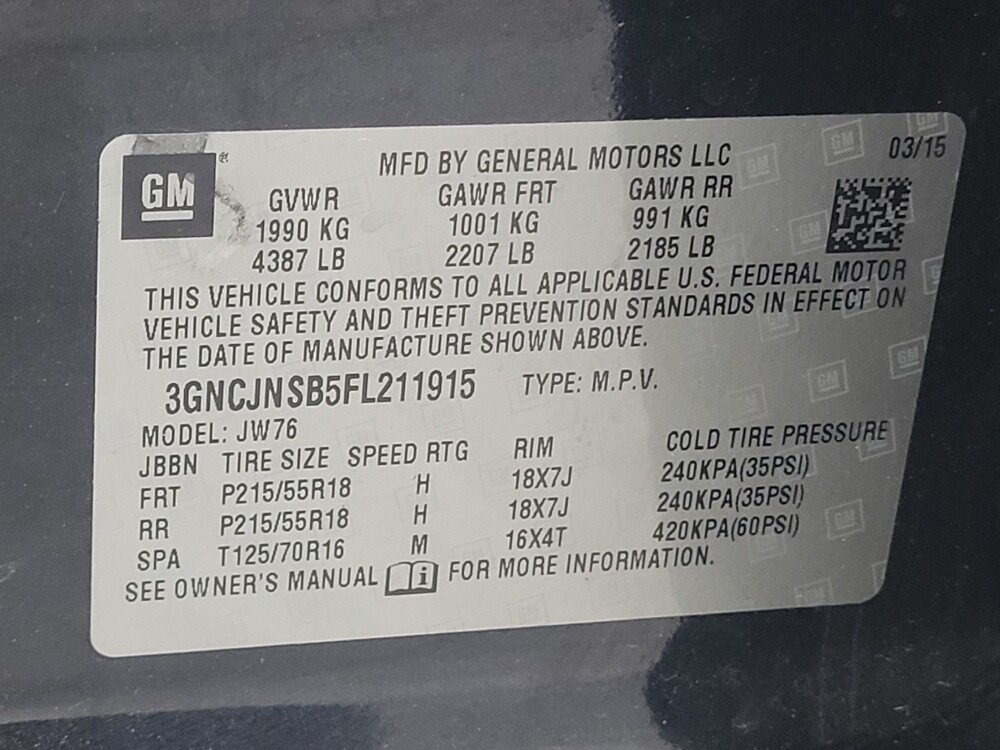 GM
MFD BY GENERAL MOTORS LLC 03/15
GVWR GAWR FRT GAWR RR
1990 KG 1001 KG 991 KG
4387 LB 2207 LB 2185 LB
THIS VEHICLE CONFORMS TO ALL APPLICABLE U.S. FEDERAL MOTOR
VEHICLE SAFETY AND THEFT PREVENTION STANDARDS IN EFFECT ON
THE DATE OF MANUFACTURE SHOWN ABOVE.
3GNCJNSB5FL211915 TYPE: M.P.V.
MODEL: JW76
JBBN TIRE SIZE SPEED RTG RIM COLD TIRE PRESSURE
FRT P215/55R18 H 18X7J 240KPA(35PSI)
RR P215/55R18 H 18X7J 240KPA(35PSI)
SPA T125/70R16 M 16X4T 420KPA(60PSI)
SEE OWNER'S MANUAL i FOR MORE INFORMATION.